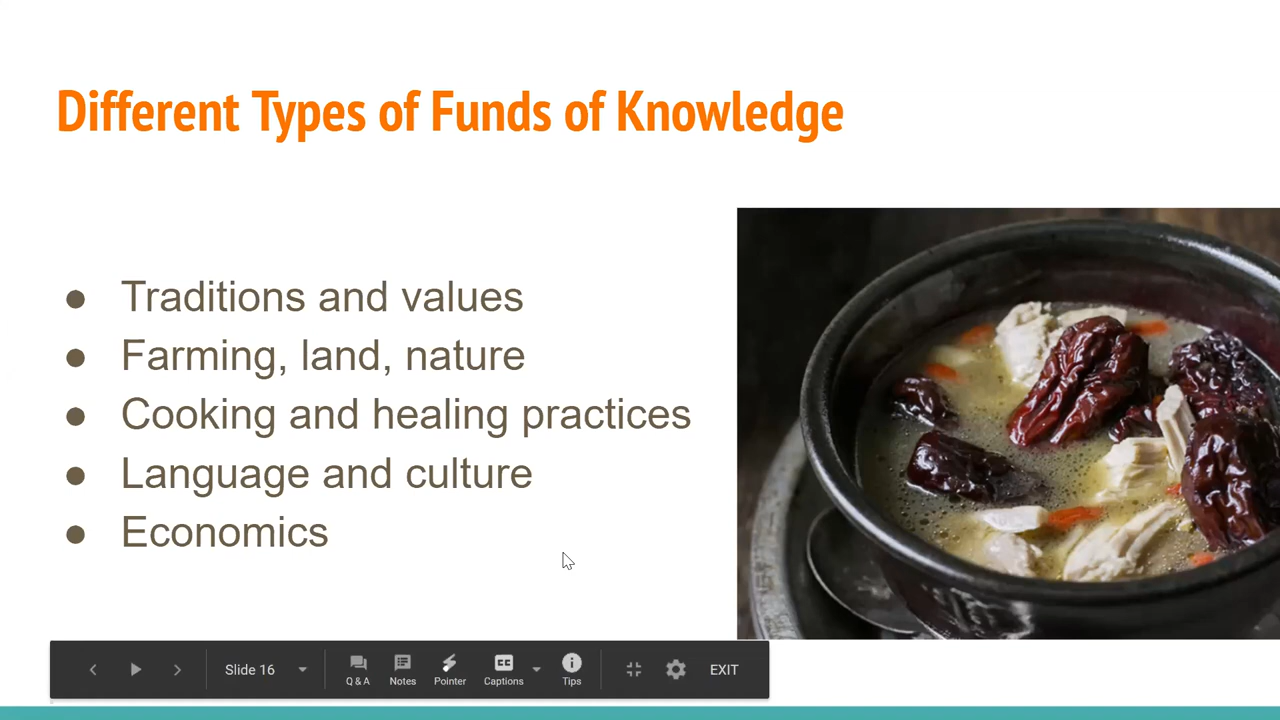 Different Types of Funds of Knowledge
● Traditions and values
● Farming, land, nature
● Cooking and healing practices
● Language and culture
● Economics
Slide 16
Q & A
Notes
Pointer
CC
Captions
Tips
EXIT